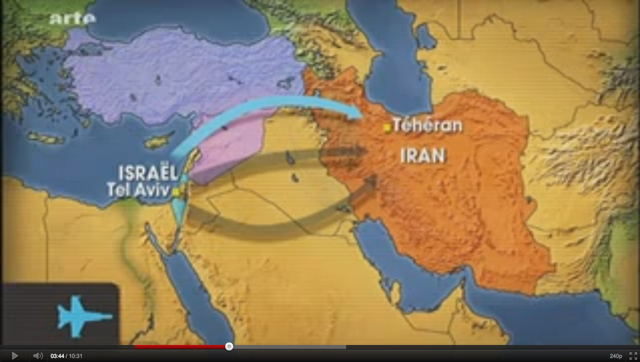 arte
Téhéran
IRAN
ISRAËL
Tel Aviv
03:44 / 10:31
240p